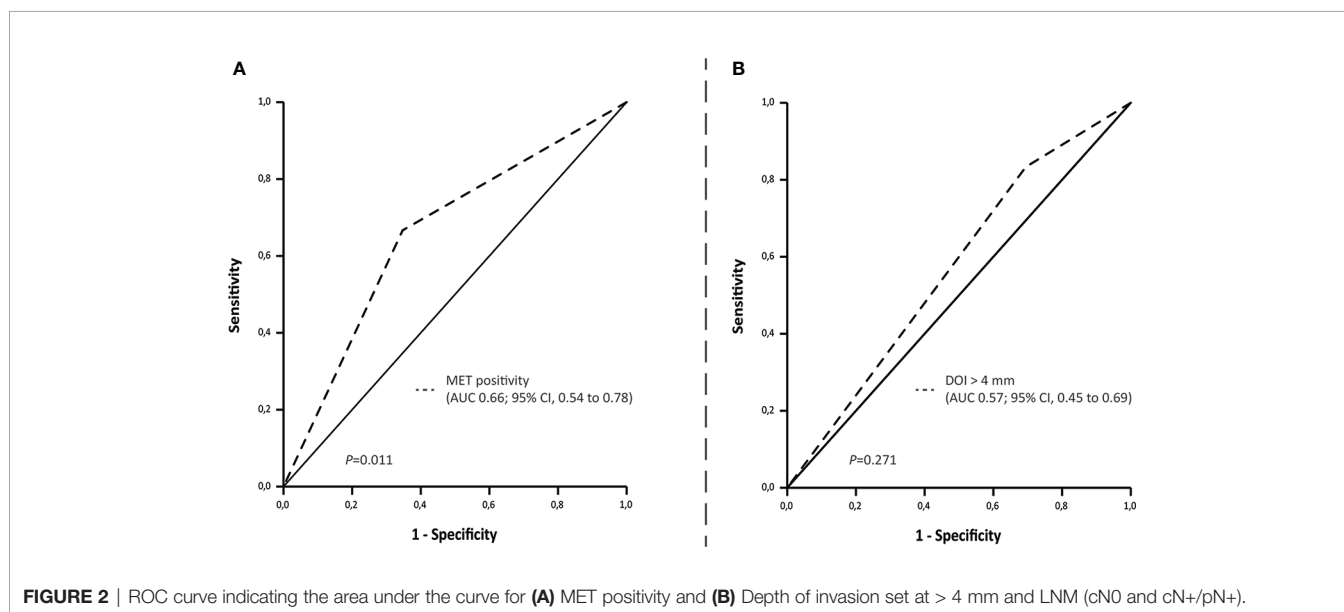 A
1,0
0,8
0,6
0,4
0,2
0,0
Sensitivity
MET positivity
(AUC 0.66; 95% CI, 0.54 to 0.78)
P=0.011
0,0 0,2 0,4 0,6 0,8 1,0
1 - Specificity
B
1,0
0,8
0,6
0,4
0,2
0,0
Sensitivity
DOI > 4 mm
(AUC 0.57; 95% CI, 0.45 to 0.69)
P=0.271
0,0 0,2 0,4 0,6 0,8 1,0
1 - Specificity
FIGURE 2 | ROC curve indicating the area under the curve for (A) MET positivity and (B) Depth of invasion set at > 4 mm and LNM (cN0 and cN+/pN+).